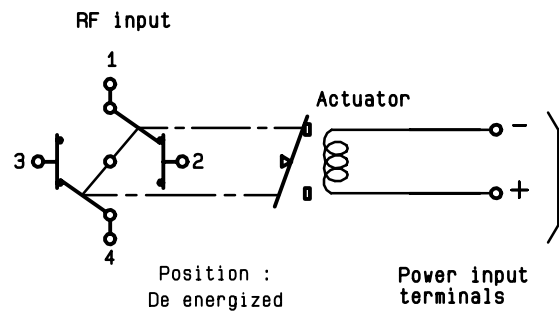 RF input
1
Actuator
-
3
2
+
4
Position :
De energized
Power input
terminals